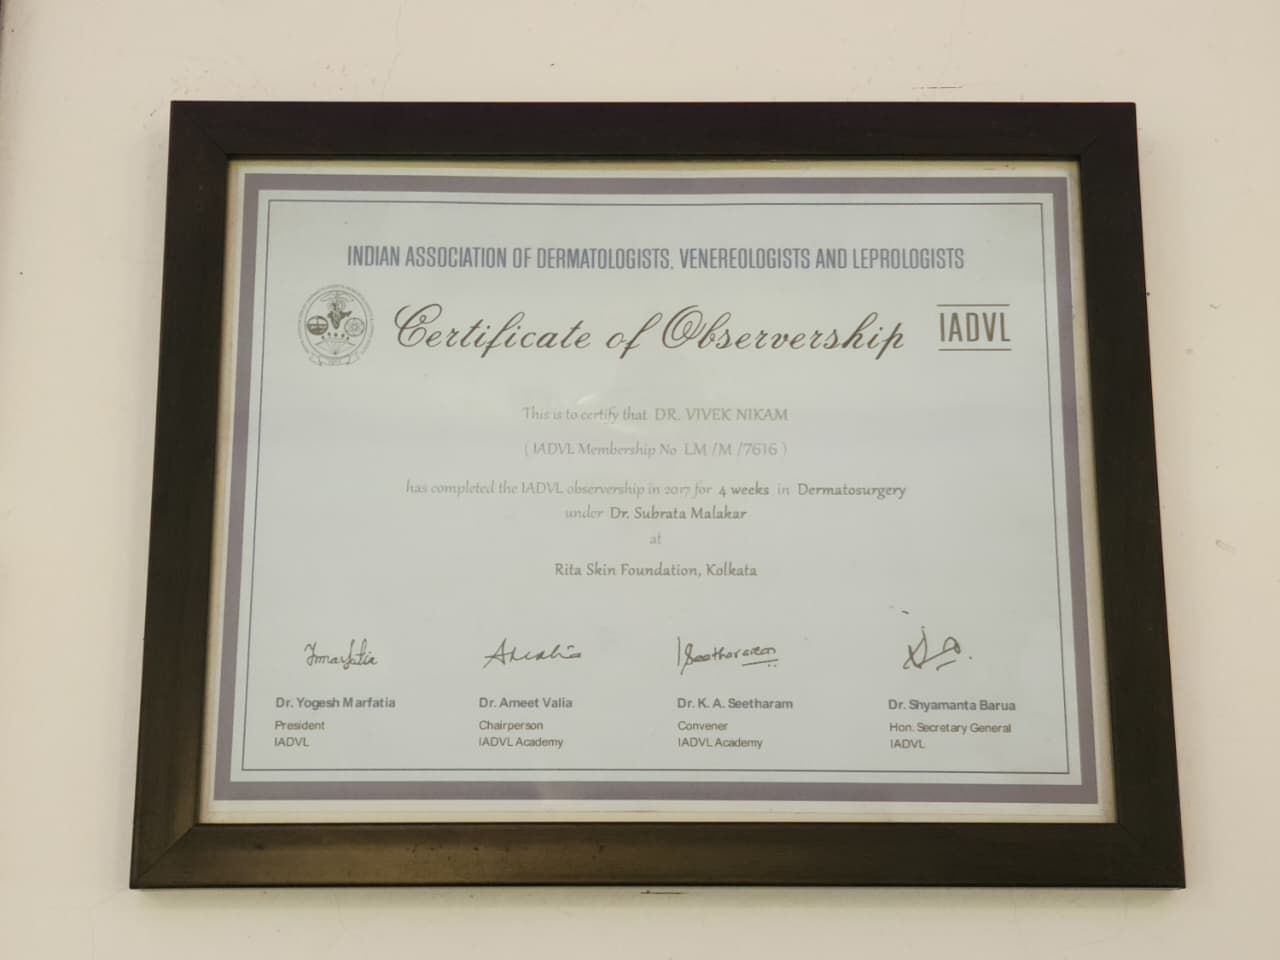 INDIAN ASSOCIATION OF DERMATOLOGISTS, VENEREOLOGISTS AND LEPROLOGISTS
Certificate of Observership
IADVL
This is to certify that DR. VIVEK NIKAM
( IADVL Membership No LM /M /7616 )
has completed the IADVL observership in 2017 for 4 weeks in Dermatosurgery
under Dr. Subrata Malakar
at
Rita Skin Foundation, Kolkata
Dr. Yogesh Marfatia
President
IADVL
Dr. Ameet Valia
Chairperson
IADVL Academy
Dr. K. A. Seetharam
Convener
IADVL Academy
Dr. Shyamanta Barua
Hon. Secretary General
IADVL